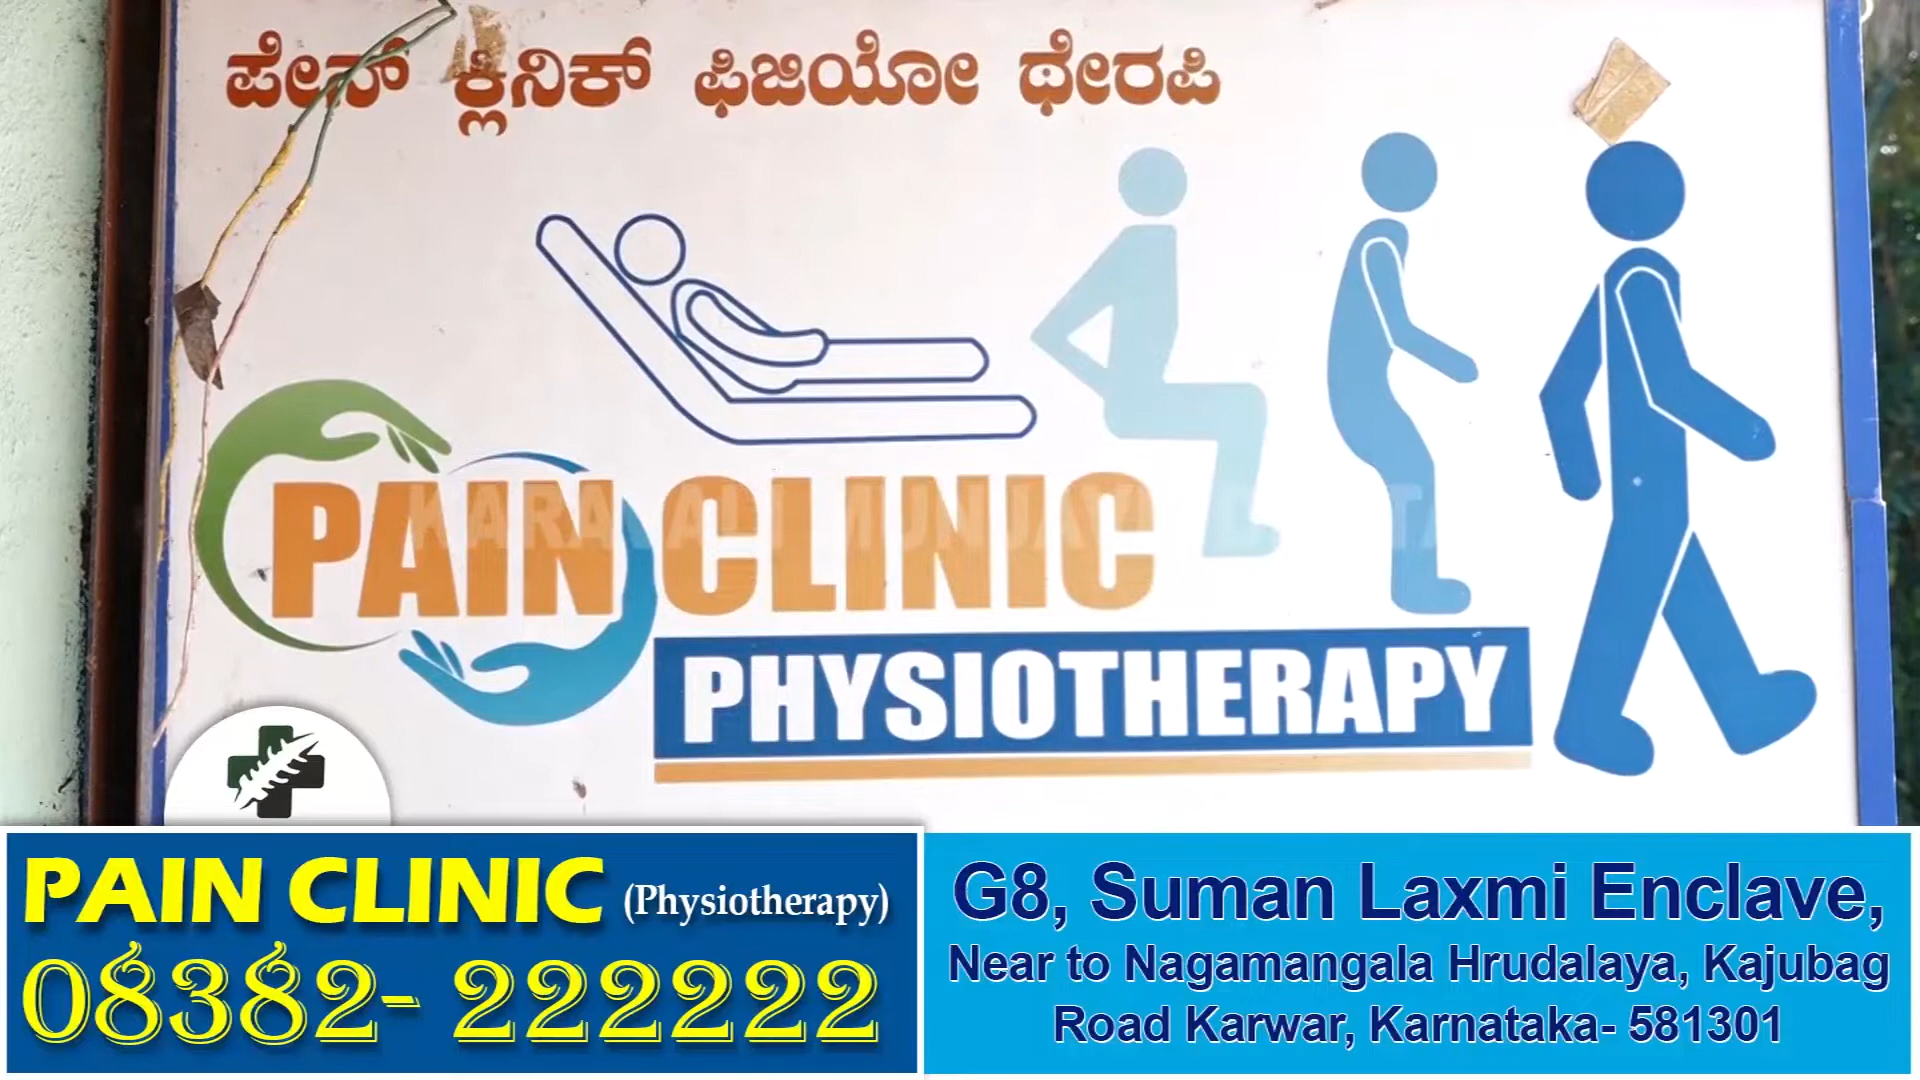 ಪೇನ್ ಕ್ಲಿನಿಕ್ ಫಿಜಿಯೋ ಥೇರಪಿ
PAIN CLINIC
PHYSIOTHERAPY
PAIN CLINIC (Physiotherapy)
08382- 222222
G8, Suman Laxmi Enclave,
Near to Nagamangala Hrudalaya, Kajubag
Road Karwar, Karnataka- 581301